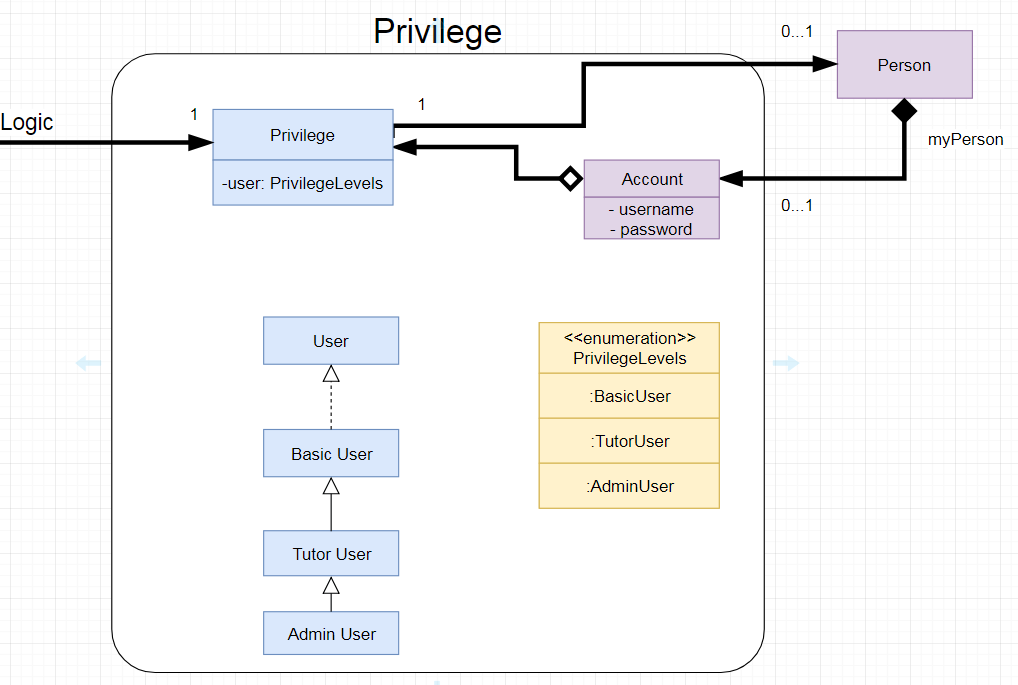 Privilege
0...1
Person
Logic
1
1
Privilege
-user: PrivilegeLevels
myPerson
Account
- username
- password
0...1
User
Basic User
Tutor User
Admin User
<<enumeration>>
PrivilegeLevels
:BasicUser
:TutorUser
:AdminUser